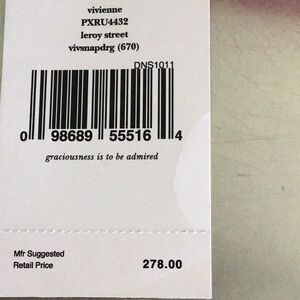 vivienne
PXRU4432
leroy street
vivsnapdrg (670)
DNS1011
0 98689 55516 4
graciousness is to be admired
Mfr Suggested
Retail Price 278.00